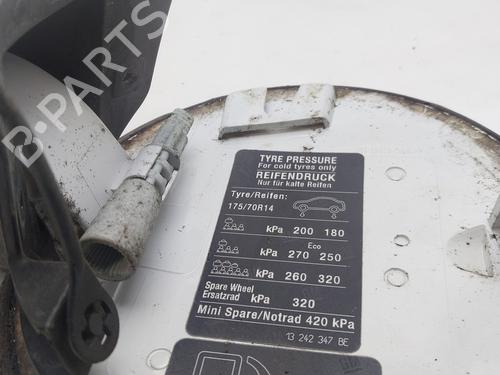 B-PARTS
TYRE PRESSURE
For cold tyres only
REIFENDRUCK
Nur für kalte Reifen
Tyre/Reifen:
175/70R14
kPa 200 180
Eco
kPa 270 250
kPa 260 320
Spare Wheel
Ersatzrad kPa 320
Mini Spare/Notrad 420 kPa
13 242 347 BE